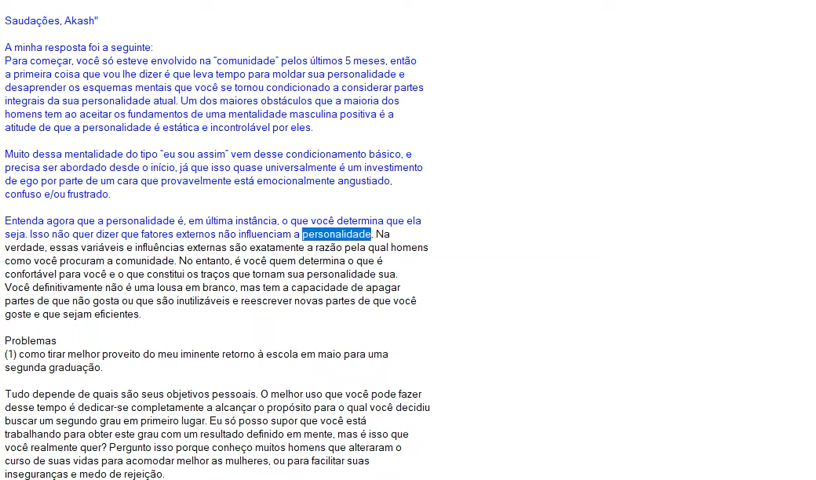 Saudações, Akash"
A minha resposta foi a seguinte:
Para começar, você só esteve envolvido na "comunidade" pelos últimos 5 meses, então
a primeira coisa que vou lhe dizer é que leva tempo para moldar sua personalidade e
desaprender os esquemas mentais que você se tornou condicionado a considerar partes
integrais da sua personalidade atual. Um dos maiores obstáculos que a maioria dos
homens tem ao aceitar os fundamentos de uma mentalidade masculina positiva é a
atitude de que a personalidade é estática e incontrolável por eles.
Muito dessa mentalidade do tipo "eu sou assim" vem desse condicionamento básico, e
precisa ser abordado desde o início, já que isso quase universalmente é um investimento
de ego por parte de um cara que provavelmente está emocionalmente angustiado,
confuso e/ou frustrado.
Entenda agora que a personalidade é, em última instância, o que você determina que ela
seja. Isso não quer dizer que fatores externos não influenciam a personalidade. Na
verdade, essas variáveis e influências externas são exatamente a razão pela qual homens
como você procuram a comunidade. No entanto, é você quem determina o que é
confortável para você e o que constitui os traços que tornam sua personalidade sua.
Você definitivamente não é uma lousa em branco, mas tem a capacidade de apagar
partes de que não gosta ou que são inutilizáveis e reescrever novas partes de que você
goste e que sejam eficientes.
Problemas
(1) como tirar melhor proveito do meu iminente retorno à escola em maio para uma
segunda graduação.
Tudo depende de quais são seus objetivos pessoais. O melhor uso que você pode fazer
desse tempo é dedicar-se completamente a alcançar o propósito para o qual você decidiu
buscar um segundo grau em primeiro lugar. Eu só posso supor que você está
trabalhando para obter este grau com um resultado definido em mente, mas é isso que
você realmente quer? Pergunto isso porque conheço muitos homens que alteraram o
curso de suas vidas para acomodar melhor as mulheres, ou para facilitar suas
inseguranças e medo de rejeição.